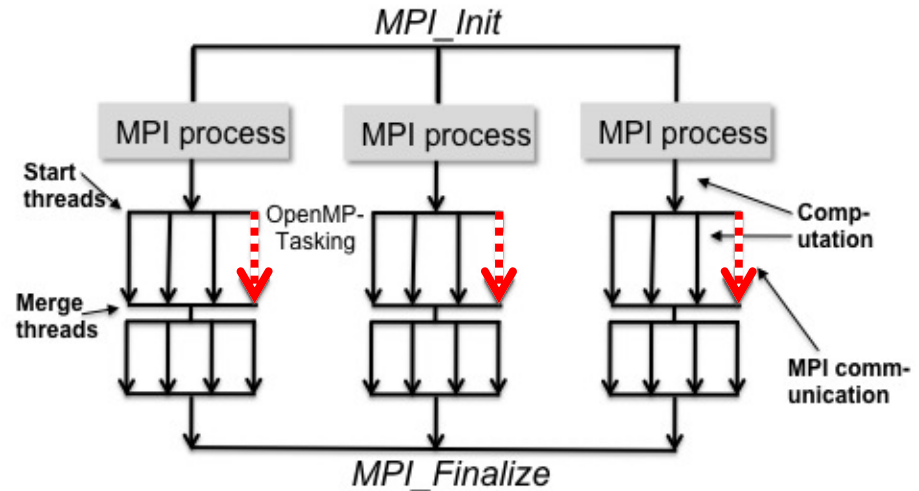 MPI_Init
MPI process
MPI process
MPI process
Start
threads
OpenMP-
Tasking
Comp-
utation
Merge
threads
MPI comm-
unication
MPI_Finalize